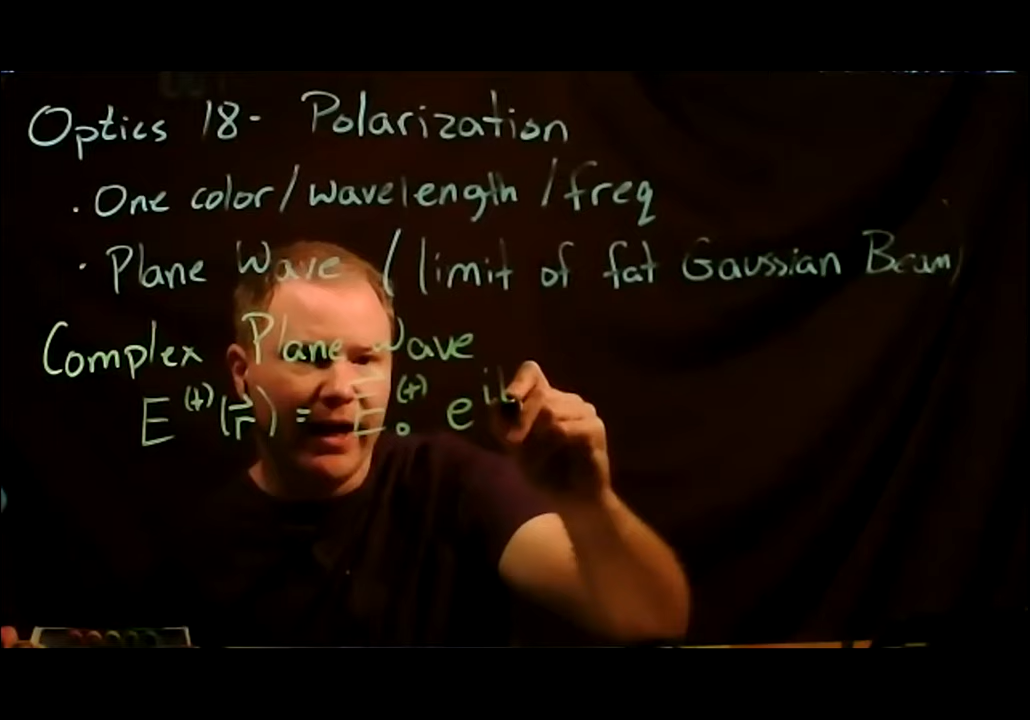 Optics 18- Polarization
· One color/wavelength/freq
· Plane Wave / limit of fat Gaussian Beam)
Complex Plane Wave
E⁽⁺⁾(r⃗) = E₀⁽⁺⁾ e^i